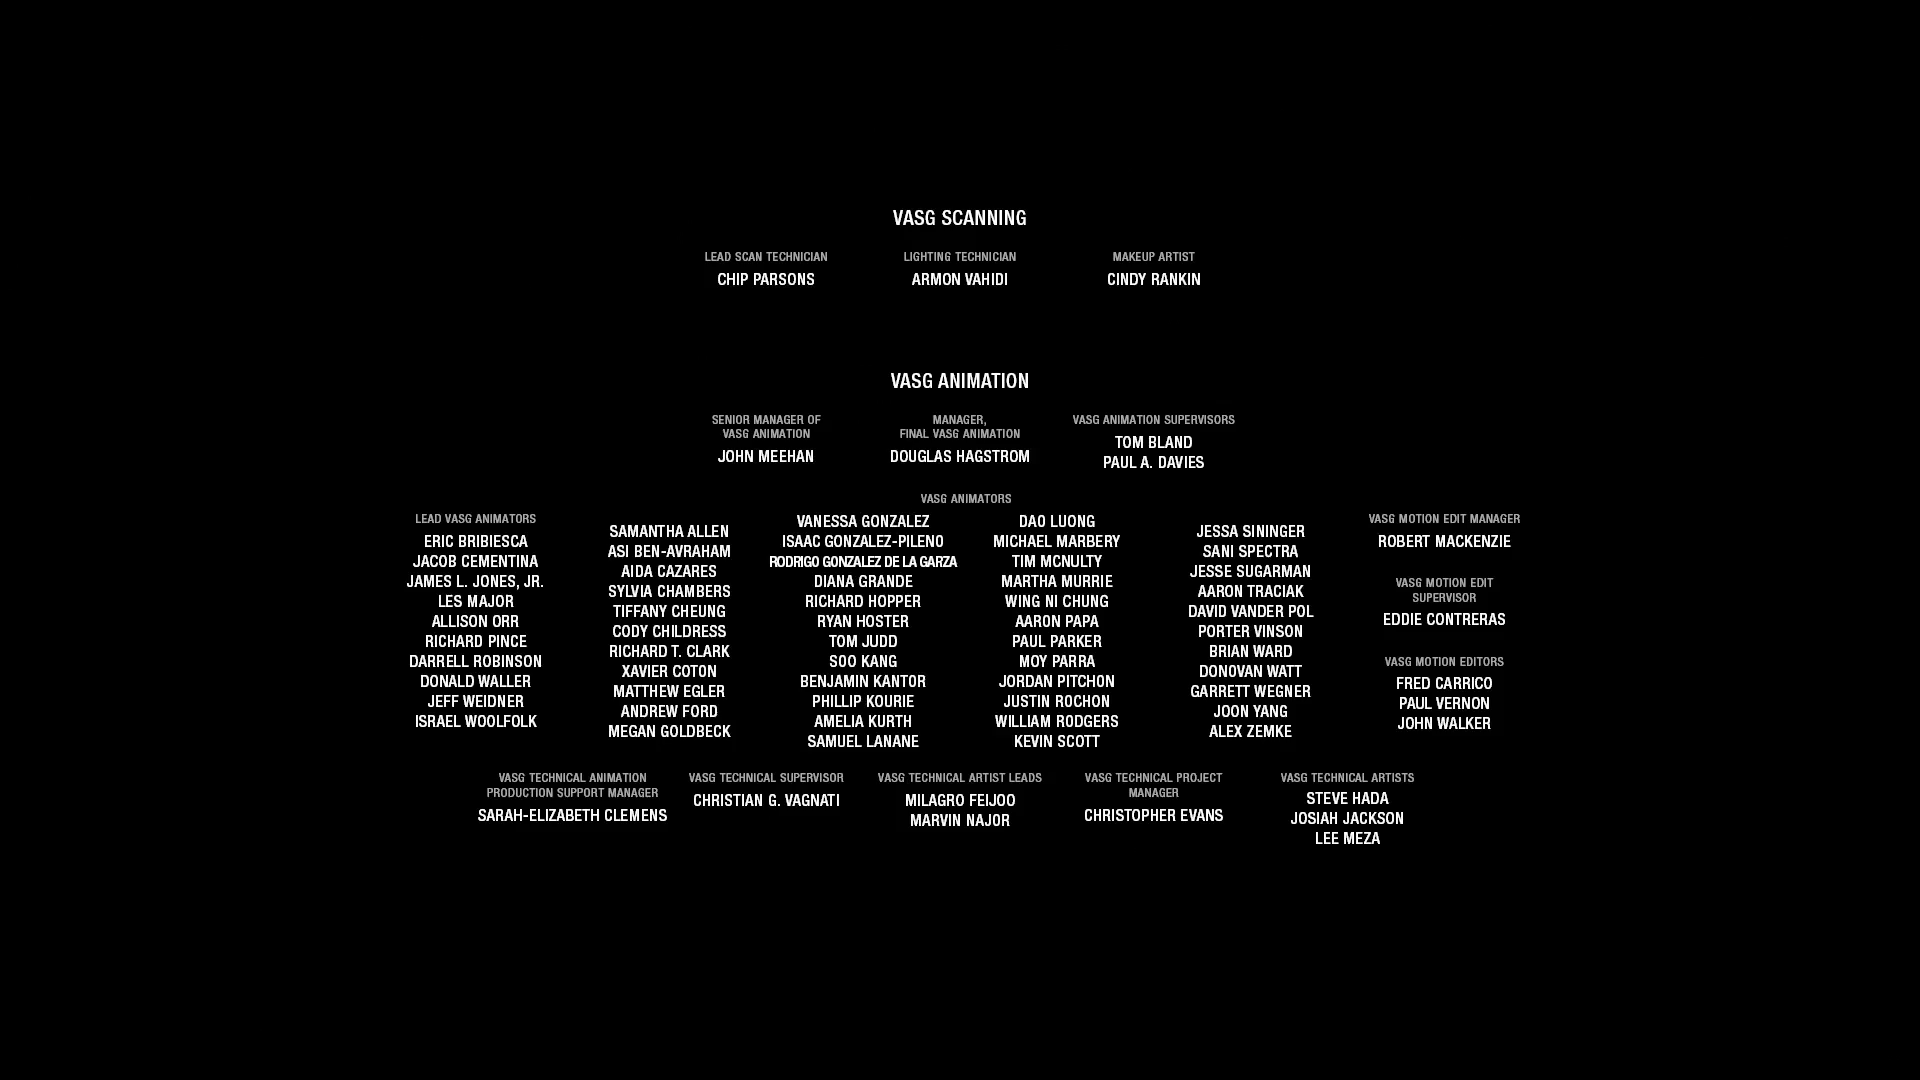 VASG SCANNING
LEAD SCAN TECHNICIAN
CHIP PARSONS
LIGHTING TECHNICIAN
ARMON VAHIDI
MAKEUP ARTIST
CINDY RANKIN
VASG ANIMATION
SENIOR MANAGER OF
VASG ANIMATION
JOHN MEEHAN
MANAGER,
FINAL VASG ANIMATION
DOUGLAS HAGSTROM
VASG ANIMATION SUPERVISORS
TOM BLAND
PAUL A. DAVIES
LEAD VASG ANIMATORS
ERIC BRIBIESCA
JACOB CEMENTINA
JAMES L. JONES, JR.
LES MAJOR
ALLISON ORR
RICHARD PINCE
DARRELL ROBINSON
DONALD WALLER
JEFF WEIDNER
ISRAEL WOOLFOLK
VASG ANIMATORS
SAMANTHA ALLEN
ASI BEN-AVRAHAM
AIDA CAZARES
SYLVIA CHAMBERS
TIFFANY CHEUNG
CODY CHILDRESS
RICHARD T. CLARK
XAVIER COTON
MATTHEW EGLER
ANDREW FORD
MEGAN GOLDBECK
VANESSA GONZALEZ
ISAAC GONZALEZ-PILENO
RODRIGO GONZALEZ DE LA GARZA
DIANA GRANDE
RICHARD HOPPER
RYAN HOSTER
TOM JUDD
SOO KANG
BENJAMIN KANTOR
PHILLIP KOURIE
AMELIA KURTH
SAMUEL LANANE
DAO LUONG
MICHAEL MARBERY
TIM MCNULTY
MARTHA MURRIE
WING NI CHUNG
AARON PAPA
PAUL PARKER
MOY PARRA
JORDAN PITCHON
JUSTIN ROCHON
WILLIAM RODGERS
KEVIN SCOTT
JESSA SININGER
SANI SPECTRA
JESSE SUGARMAN
AARON TRACIAK
DAVID VANDER POL
PORTER VINSON
BRIAN WARD
DONOVAN WATT
GARRETT WEGNER
JOON YANG
ALEX ZEMKE
VASG MOTION EDIT MANAGER
ROBERT MACKENZIE
VASG MOTION EDIT
SUPERVISOR
EDDIE CONTRERAS
VASG MOTION EDITORS
FRED CARRICO
PAUL VERNON
JOHN WALKER
VASG TECHNICAL ANIMATION
PRODUCTION SUPPORT MANAGER
SARAH-ELIZABETH CLEMENS
VASG TECHNICAL SUPERVISOR
CHRISTIAN G. VAGNATI
VASG TECHNICAL ARTIST LEADS
MILAGRO FEIJOO
MARVIN NAJOR
VASG TECHNICAL PROJECT
MANAGER
CHRISTOPHER EVANS
VASG TECHNICAL ARTISTS
STEVE HADA
JOSIAH JACKSON
LEE MEZA